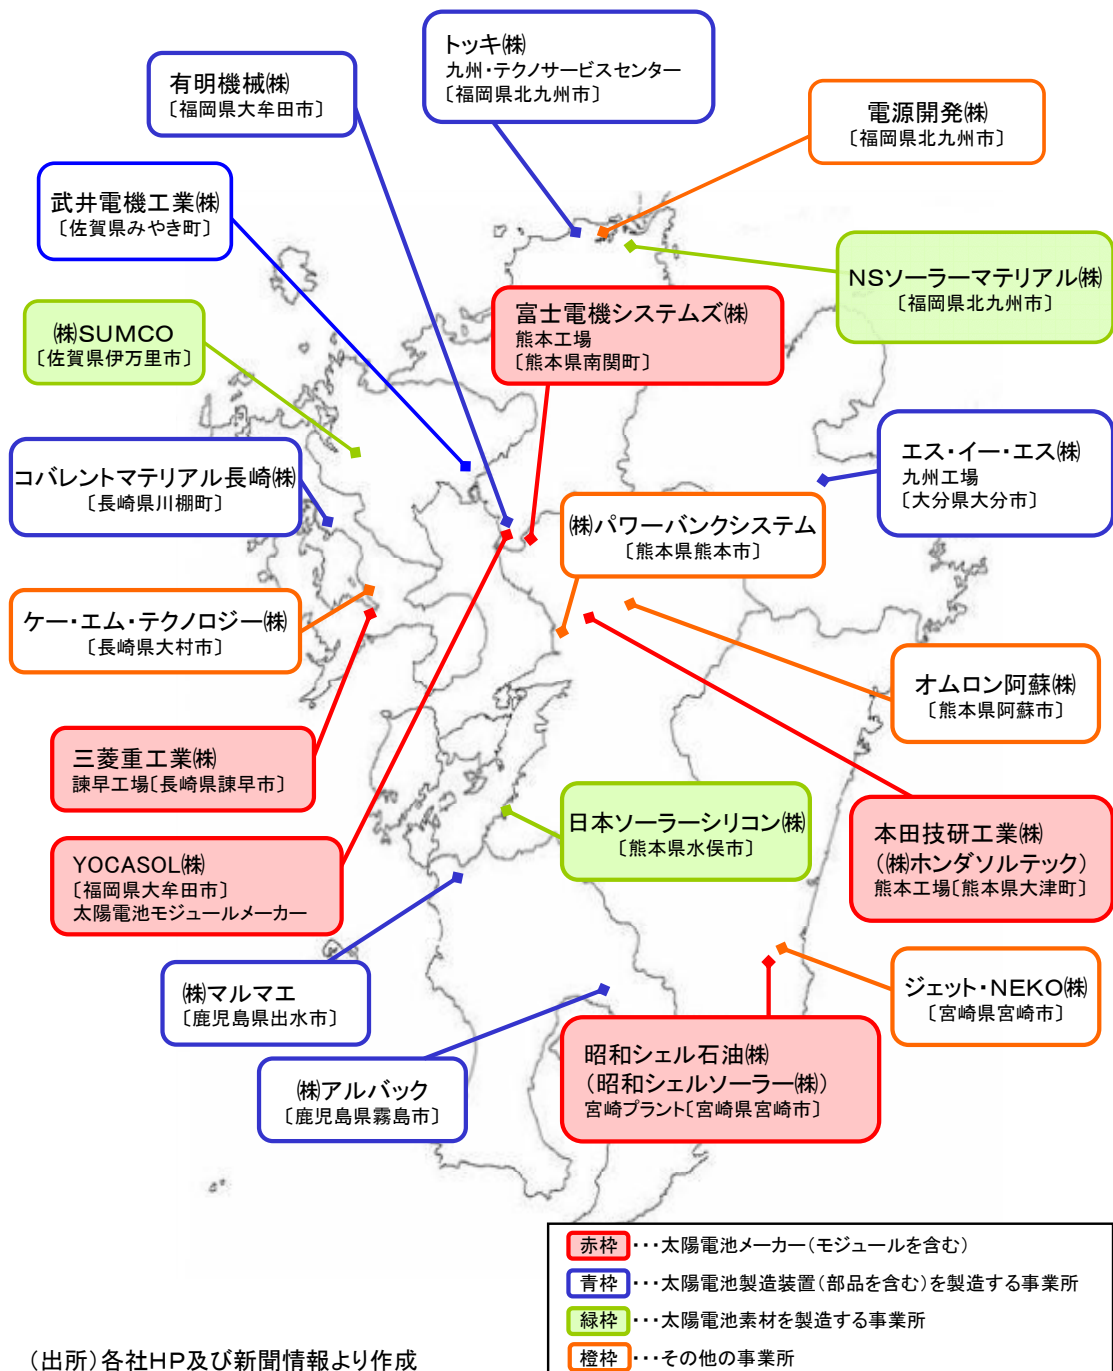 トッキ㈱
九州・テクノサービスセンター
〔福岡県北九州市〕
有明機械㈱
〔福岡県大牟田市〕
電源開発㈱
〔福岡県北九州市〕
武井電機工業㈱
〔佐賀県みやき町〕
NSソーラーマテリアル㈱
〔福岡県北九州市〕
富士電機システムズ㈱
熊本工場
〔熊本県南関町〕
㈱SUMCO
〔佐賀県伊万里市〕
エス・イー・エス㈱
九州工場
〔大分県大分市〕
コバレントマテリアル長崎㈱
〔長崎県川棚町〕
㈱パワーバンクシステム
〔熊本県熊本市〕
ケー・エム・テクノロジー㈱
〔長崎県大村市〕
オムロン阿蘇㈱
〔熊本県阿蘇市〕
三菱重工業㈱
諫早工場〔長崎県諫早市〕
日本ソーラーシリコン㈱
〔熊本県水俣市〕
本田技研工業㈱
(㈱ホンダソルテック)
熊本工場〔熊本県大津町〕
YOCASOL㈱
〔福岡県大牟田市〕
太陽電池モジュールメーカー
㈱マルマエ
〔鹿児島県出水市〕
ジェット・NEKO㈱
〔宮崎県宮崎市〕
昭和シェル石油㈱
(昭和シェルソーラー㈱)
宮崎プラント〔宮崎県宮崎市〕
㈱アルバック
〔鹿児島県霧島市〕
赤枠・・・太陽電池メーカー(モジュールを含む)
青枠・・・太陽電池製造装置(部品を含む)を製造する事業所
緑枠・・・太陽電池素材を製造する事業所
橙枠・・・その他の事業所
(出所)各社HP及び新聞情報より作成